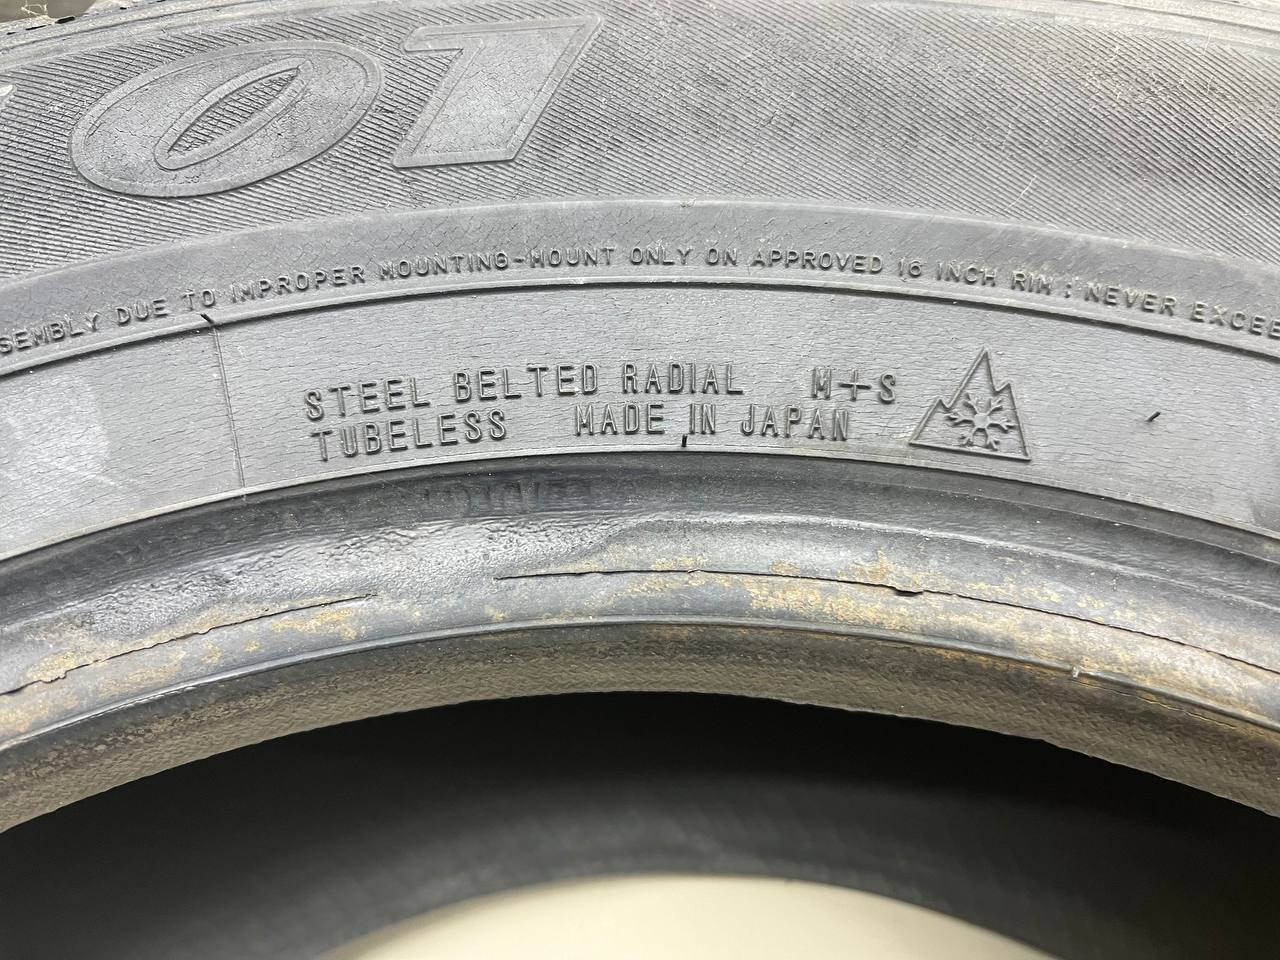 01
SEMBLY DUE TO IMPROPER MOUNTING-MOUNT ONLY ON APPROVED 16 INCH RIM : NEVER EXCEE
STEEL BELTED RADIAL M+S
TUBELESS MADE IN JAPAN